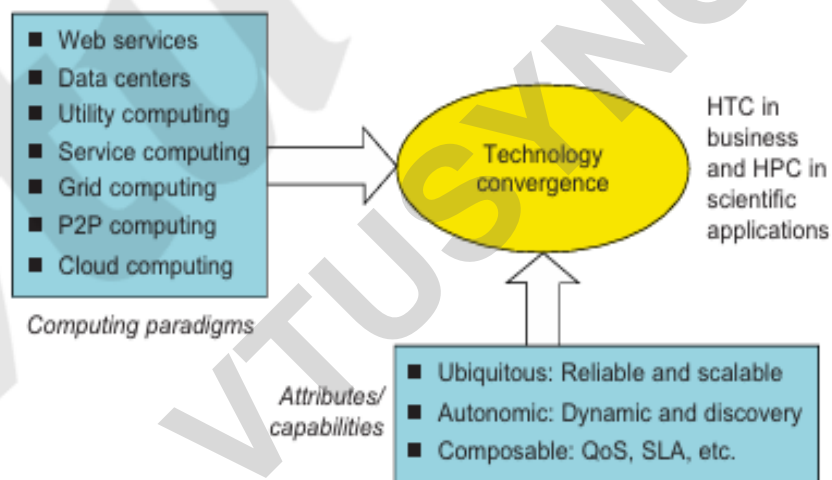 Web services
Data centers
Utility computing
Service computing
Grid computing
P2P computing
Cloud computing
Computing paradigms
Technology
convergence
HTC in
business
and HPC in
scientific
applications
Attributes/
capabilities
Ubiquitous: Reliable and scalable
Autonomic: Dynamic and discovery
Composable: QoS, SLA, etc.
VTUSYNC